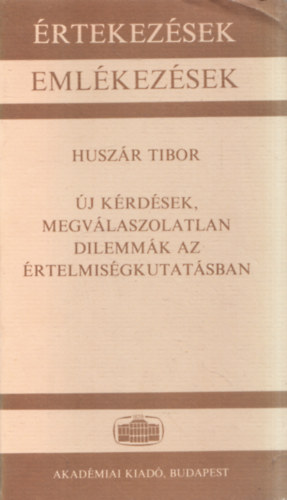 ÉRTEKEZÉSEK
EMLÉKEZÉSEK
HUSZÁR TIBOR
ÚJ KÉRDÉSEK,
MEGVÁLASZOLATLAN
DILEMMÁK AZ
ÉRTELMISÉGKUTATÁSBAN
AKADÉMIAI KIADÓ, BUDAPEST